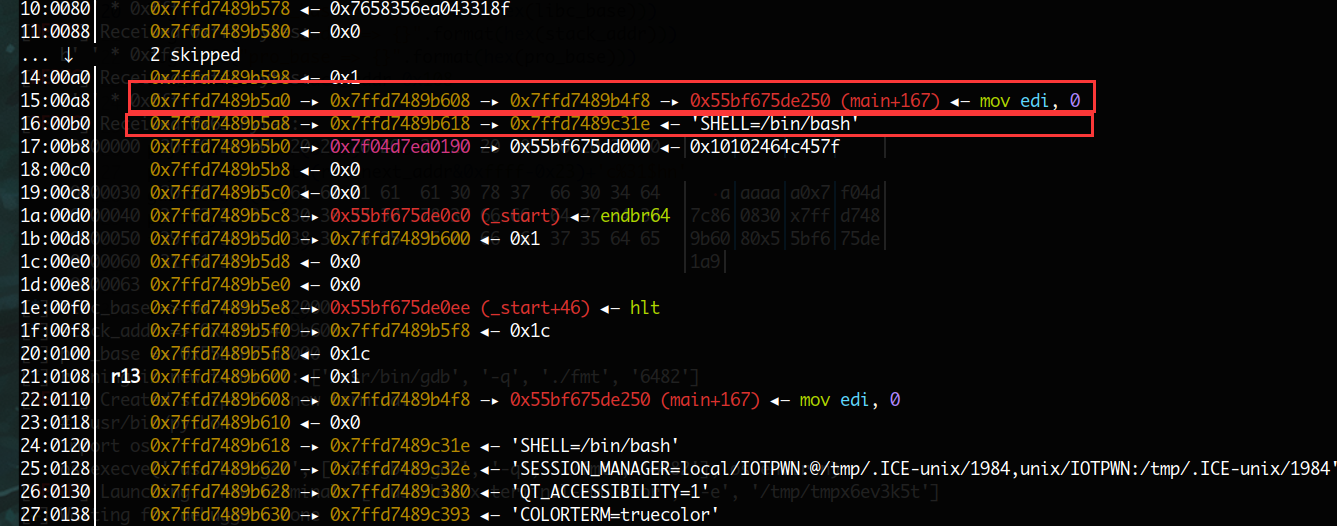 10:0080│ * 0x7ffd7489b578 ◂— 0x7658356ea043318f
11:0088│ 0x7ffd7489b580 ◂— 0x0
... ↓ 2 skipped
14:00a0│ 0x7ffd7489b598 ◂— 0x1
15:00a8│ 0x7ffd7489b5a0 —▸ 0x7ffd7489b608 —▸ 0x7ffd7489b4f8 —▸ 0x55bf675de250 (main+167) ◂— mov edi, 0
16:00b0│ 0x7ffd7489b5a8 —▸ 0x7ffd7489b618 —▸ 0x7ffd7489c31e ◂— 'SHELL=/bin/bash'
17:00b8│ 0x7ffd7489b5b0 —▸ 0x7f04d7ea0190 —▸ 0x55bf675dd000 ◂— 0x10102464c457f
18:00c0│ 0x7ffd7489b5b8 ◂— 0x0
19:00c8│ 0x7ffd7489b5c0 ◂— 0x0
1a:00d0│ 0x7ffd7489b5c8 —▸ 0x55bf675de0c0 (_start) ◂— endbr64
1b:00d8│ 0x7ffd7489b5d0 —▸ 0x7ffd7489b600 ◂— 0x1
1c:00e0│ 0x7ffd7489b5d8 ◂— 0x0
1d:00e8│ 0x7ffd7489b5e0 ◂— 0x0
1e:00f0│ 0x7ffd7489b5e8 —▸ 0x55bf675de0ee (_start+46) ◂— hlt
1f:00f8│ 0x7ffd7489b5f0 —▸ 0x7ffd7489b5f8 ◂— 0x1c
20:0100│ 0x7ffd7489b5f8 ◂— 0x1c
21:0108│ r13 0x7ffd7489b600 ◂— 0x1
22:0110│ 0x7ffd7489b608 —▸ 0x7ffd7489b4f8 —▸ 0x55bf675de250 (main+167) ◂— mov edi, 0
23:0118│ 0x7ffd7489b610 ◂— 0x0
24:0120│ 0x7ffd7489b618 —▸ 0x7ffd7489c31e ◂— 'SHELL=/bin/bash'
25:0128│ 0x7ffd7489b620 —▸ 0x7ffd7489c32e ◂— 'SESSION_MANAGER=local/IOTPWN:@/tmp/.ICE-unix/1984,unix/IOTPWN:/tmp/.ICE-unix/1984'
26:0130│ 0x7ffd7489b628 —▸ 0x7ffd7489c380 ◂— 'QT_ACCESSIBILITY=1'
27:0138│ 0x7ffd7489b630 —▸ 0x7ffd7489c393 ◂— 'COLORTERM=truecolor'